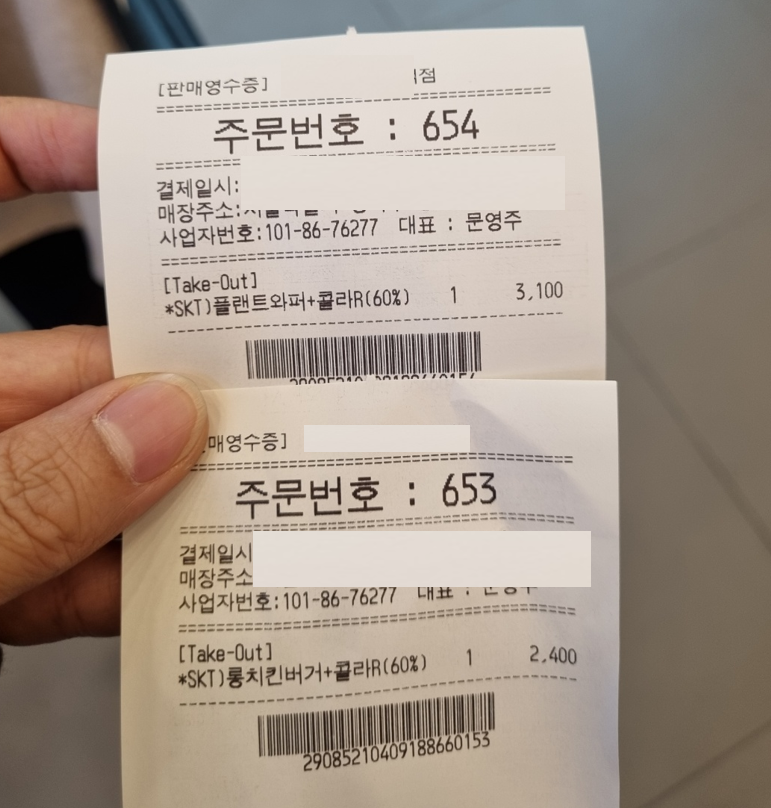 [판매영수증] 점
주문번호 : 654
결제일시:
매장주소:
사업자번호:101-86-76277 대표 : 문영주
[Take-Out]
*SKT)플랜트와퍼+콜라R(60%) 1 3,100
매영수증]
주문번호 : 653
결제일시
매장주소
사업자번호:101-86-76277 대표 :
[Take-Out]
*SKT)롱치킨버거+콜라R(60%) 1 2,400
29085210409188660153